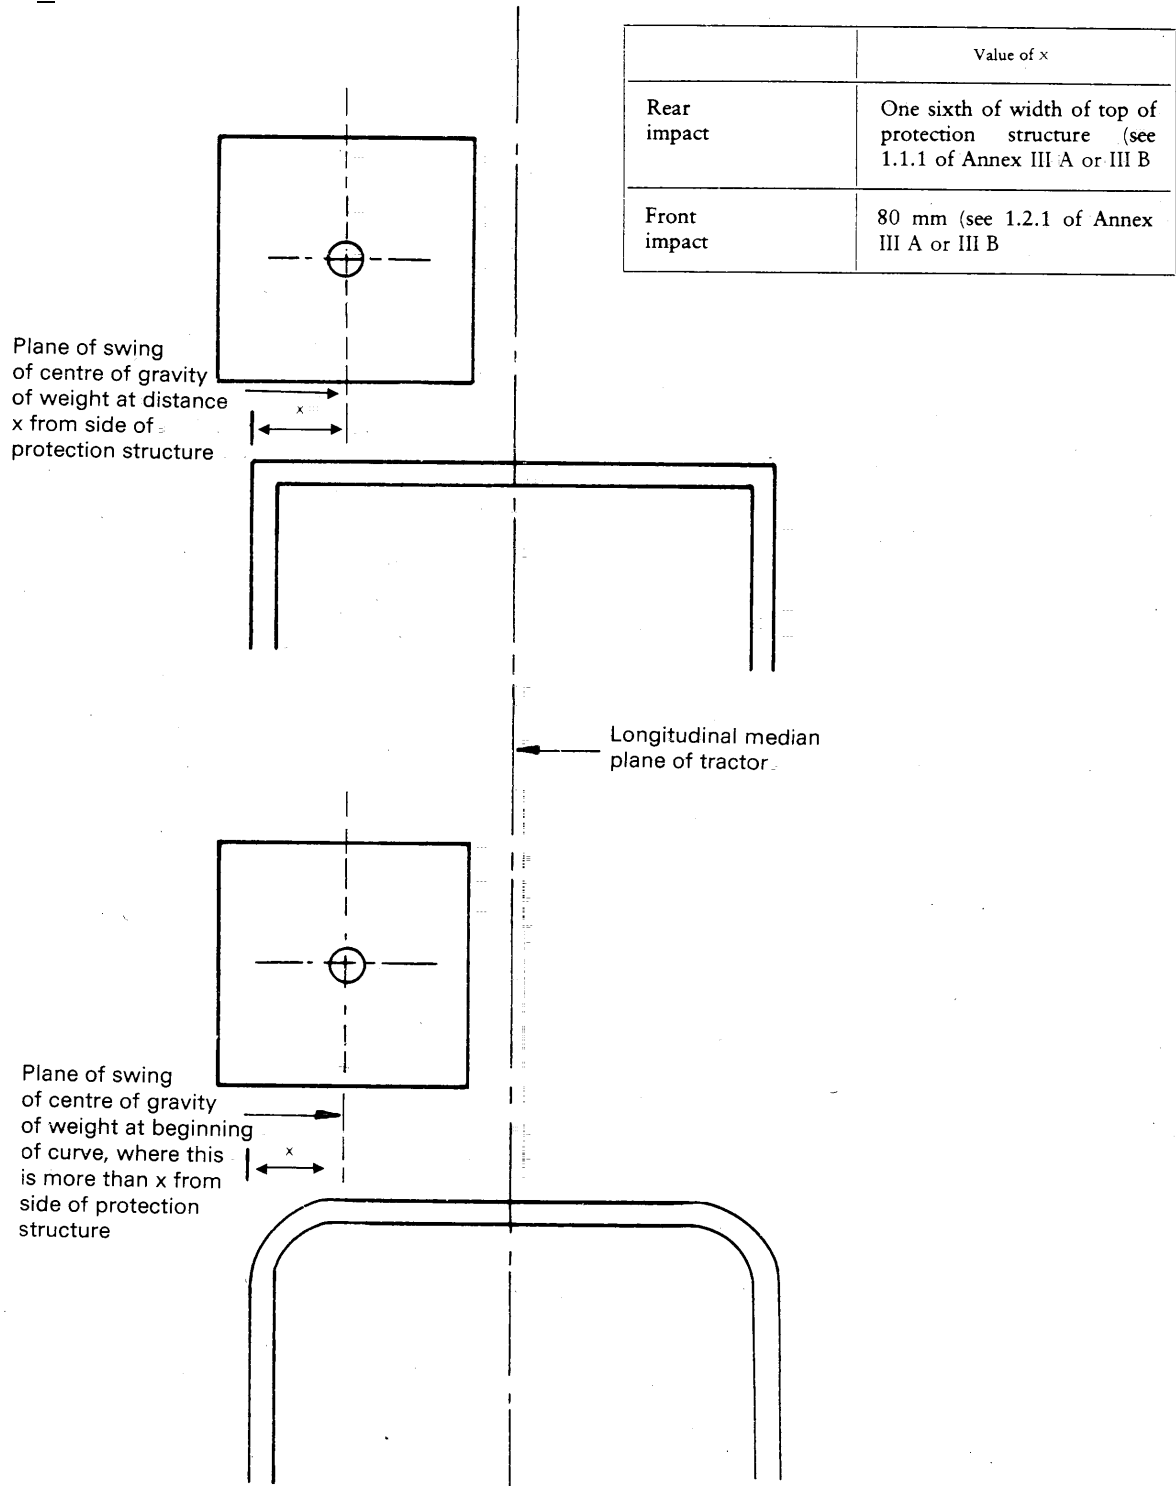 Value of x
Rear
impact
One sixth of width of top of
protection structure (see
1.1.1 of Annex III A or III B
Front
impact
80 mm (see 1.2.1 of Annex
III A or III B
Plane of swing
of centre of gravity
of weight at distance
x from side of
protection structure
x
Longitudinal median
plane of tractor
Plane of swing
of centre of gravity
of weight at beginning
of curve, where this
is more than x from
side of protection
structure
x